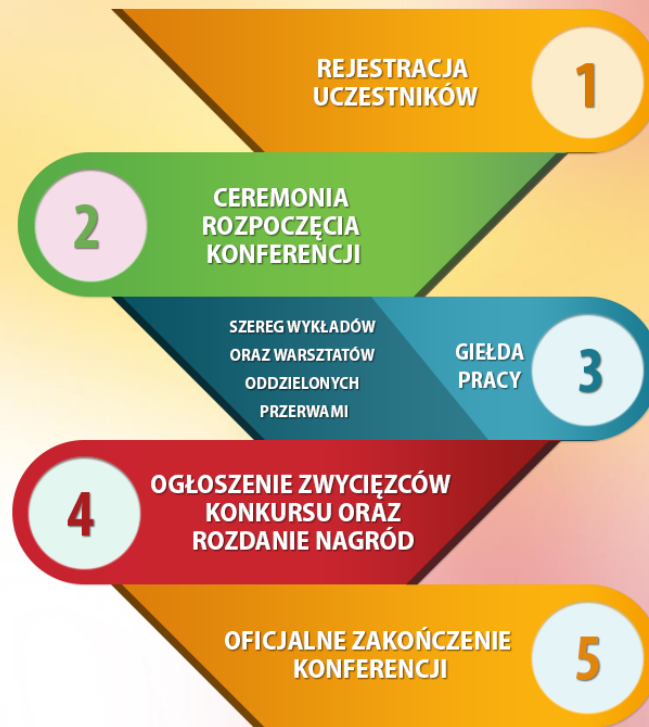 REJESTRACJA
UCZESTNIKÓW
1
2
CEREMONIA
ROZPOCZĘCIA
KONFERENCJI
SZEREG WYKŁADÓW
ORAZ WARSZTATÓW
ODDZIELONYCH
PRZERWAMI
GIEŁDA
PRACY
3
4
OGŁOSZENIE ZWYCIĘZCÓW
KONKURSU ORAZ
ROZDANIE NAGRÓD
OFICJALNE ZAKOŃCZENIE
KONFERENCJI
5